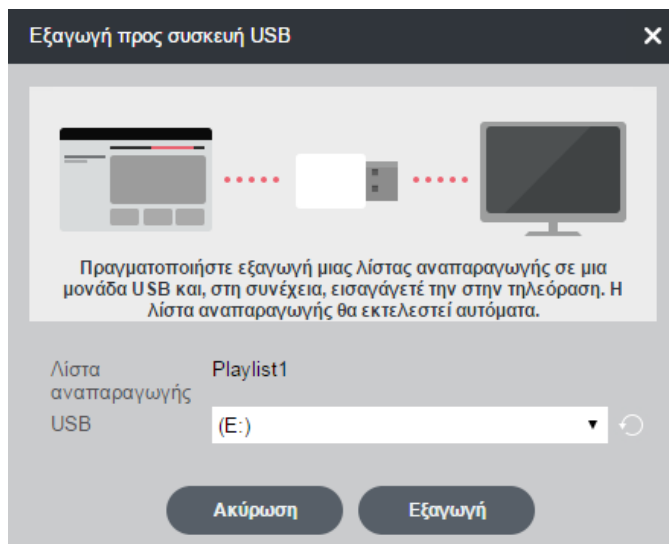 Εξαγωγή προς συσκευή USB
Πραγματοποιήστε εξαγωγή μιας λίστας αναπαραγωγής σε μια
μονάδα USB και, στη συνέχεια, εισαγάγετέ την στην τηλεόραση. Η
λίστα αναπαραγωγής θα εκτελεστεί αυτόματα.
Λίστα
αναπαραγωγής
Playlist1
USB
(E:)
Ακύρωση
Εξαγωγή